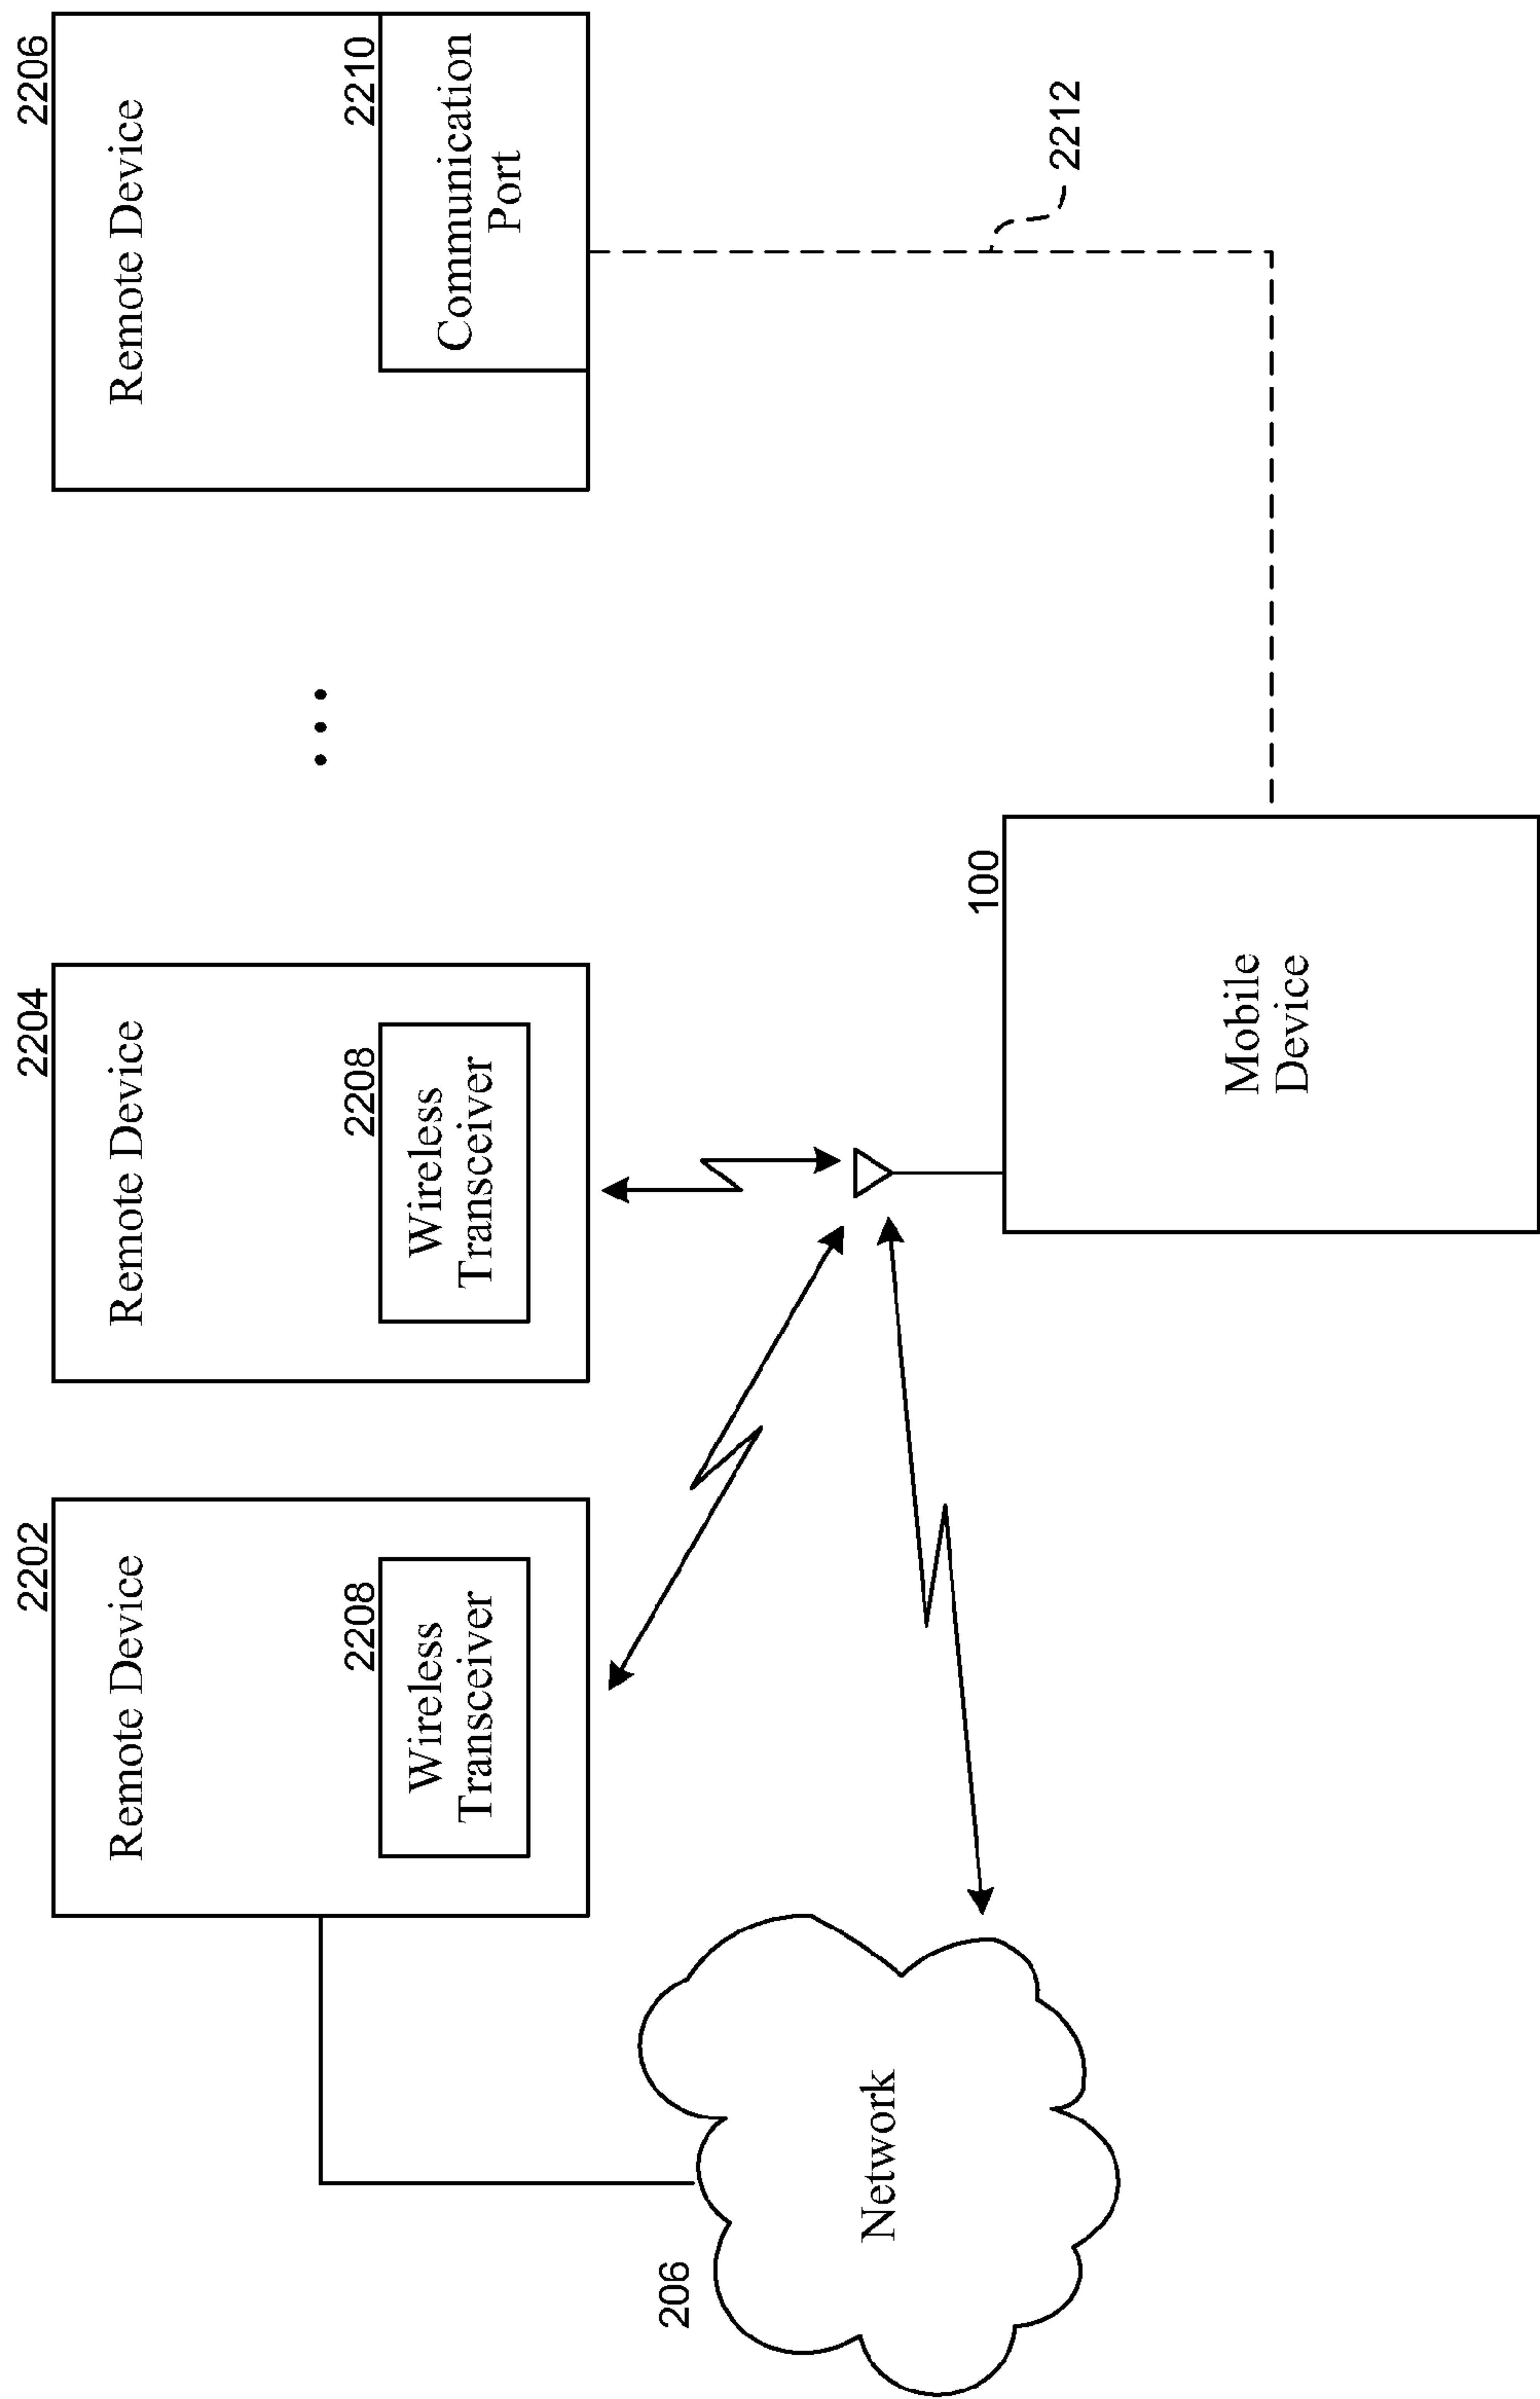 2202
Remote Device
2208
Wireless
Transceiver
2204
Remote Device
2208
Wireless
Transceiver
2206
Remote Device
2210
Communication
Port
206
Network
100
Mobile
Device
2212